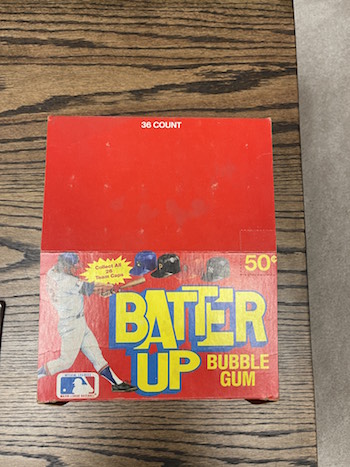 36 COUNT
50¢
Collect All
26
Team Caps
BATTER
UP
BUBBLE
GUM